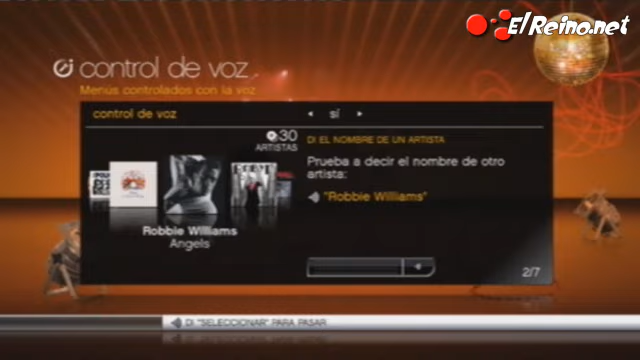 ElReino.net
control de voz
Menús controlados con la voz
control de voz
sí
30
ARTISTAS
DI EL NOMBRE DE UN ARTISTA
Prueba a decir el nombre de otro
artista:
"Robbie Williams"
Robbie Williams
Angels
2/7
DI "SELECCIONAR" PARA PASAR